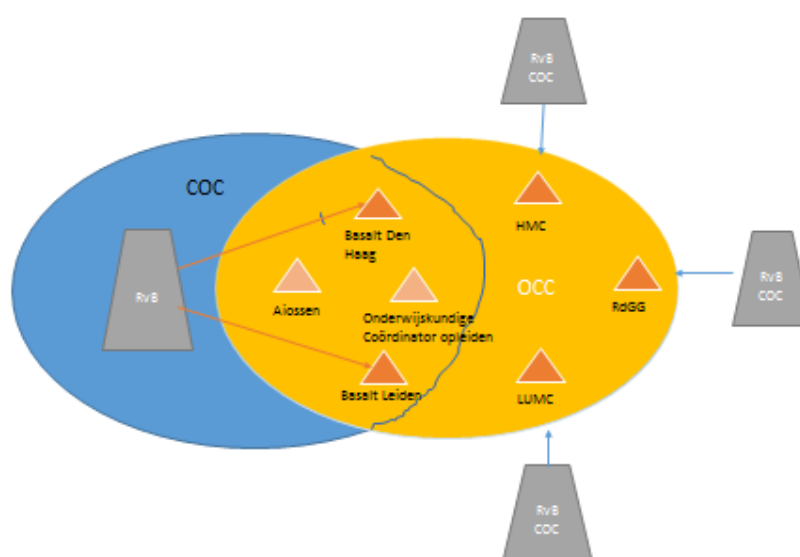 RvB
COC
COC
Basalt Den
Haag
HMC
RvB
Aiossen
Onderwijskundige
Coördinator opleiden
OCC
RdGG
RvB
COC
Basalt Leiden
LUMC
RvB
COC